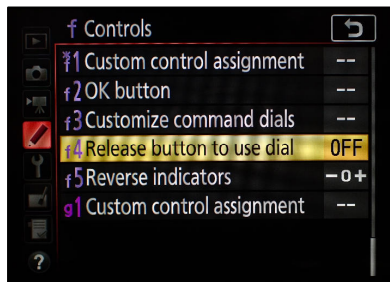 f Controls
f1 Custom control assignment --
f2 OK button --
f3 Customize command dials --
f4 Release button to use dial OFF
f5 Reverse indicators −0+
g1 Custom control assignment --
?